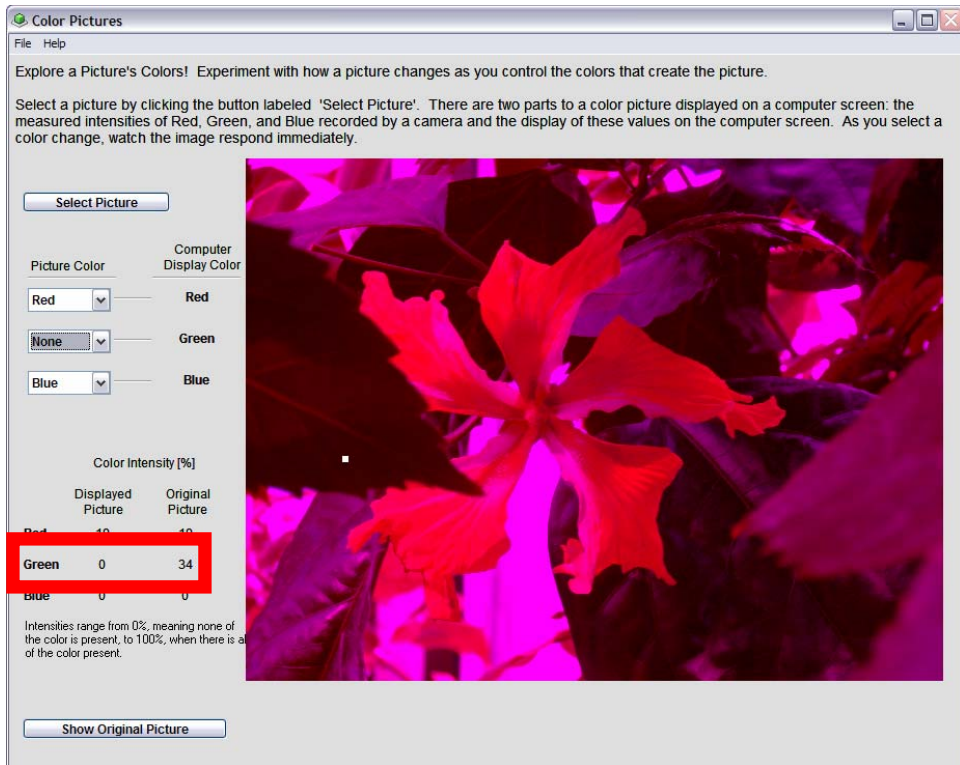 Color Pictures
File Help
Explore a Picture's Colors! Experiment with how a picture changes as you control the colors that create the picture.
Select a picture by clicking the button labeled 'Select Picture'. There are two parts to a color picture displayed on a computer screen: the
measured intensities of Red, Green, and Blue recorded by a camera and the display of these values on the computer screen. As you select a
color change, watch the image respond immediately.
Select Picture
Picture Color
Computer
Display Color
Red Red
None Green
Blue Blue
Color Intensity [%]
Displayed
Picture
Original
Picture
Red
Green 0 34
Blue 0 0
Intensities range from 0%, meaning none of
the color is present, to 100%, when there is
of the color present.
Show Original Picture